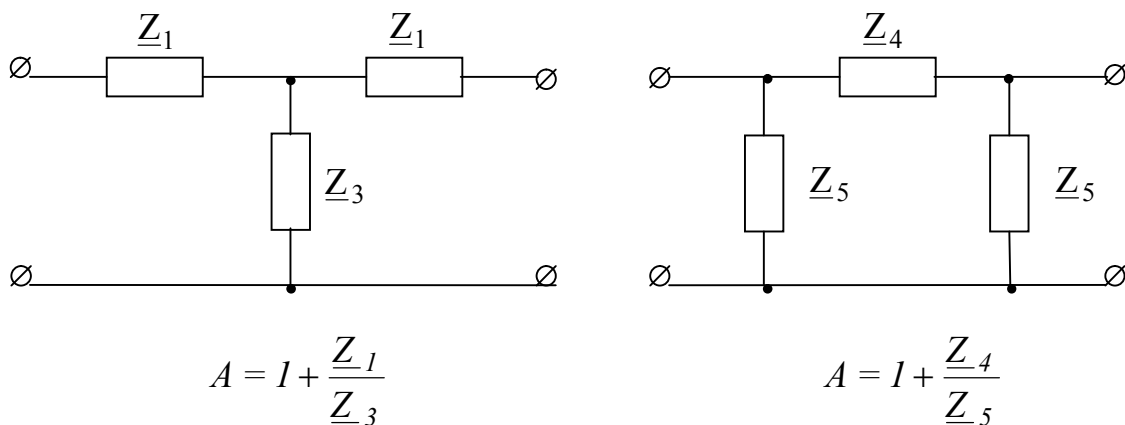 Z₁ Z₁ Z₄
Z₃ Z₅ Z₅
A = 1 + Z₁/Z₃ A = 1 + Z₄/Z₅